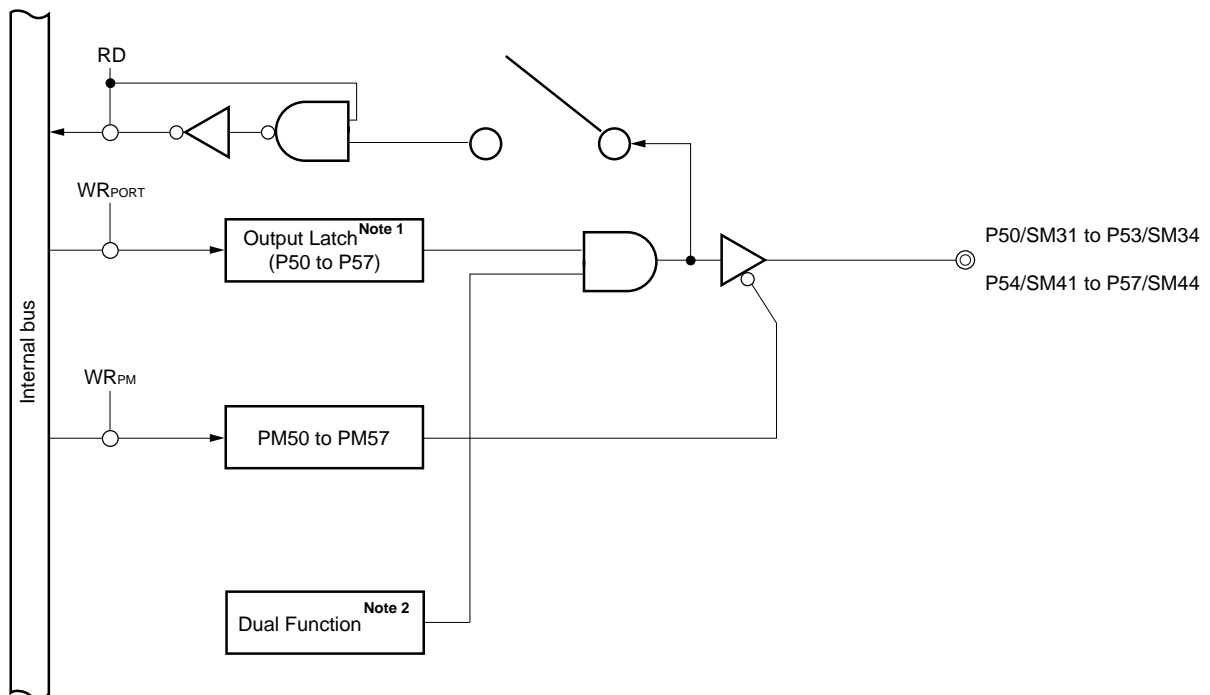 RD
WRPORT
Output Latch Note 1
(P50 to P57)
P50/SM31 to P53/SM34
P54/SM41 to P57/SM44
Internal bus
WRPM
PM50 to PM57
Dual Function Note 2